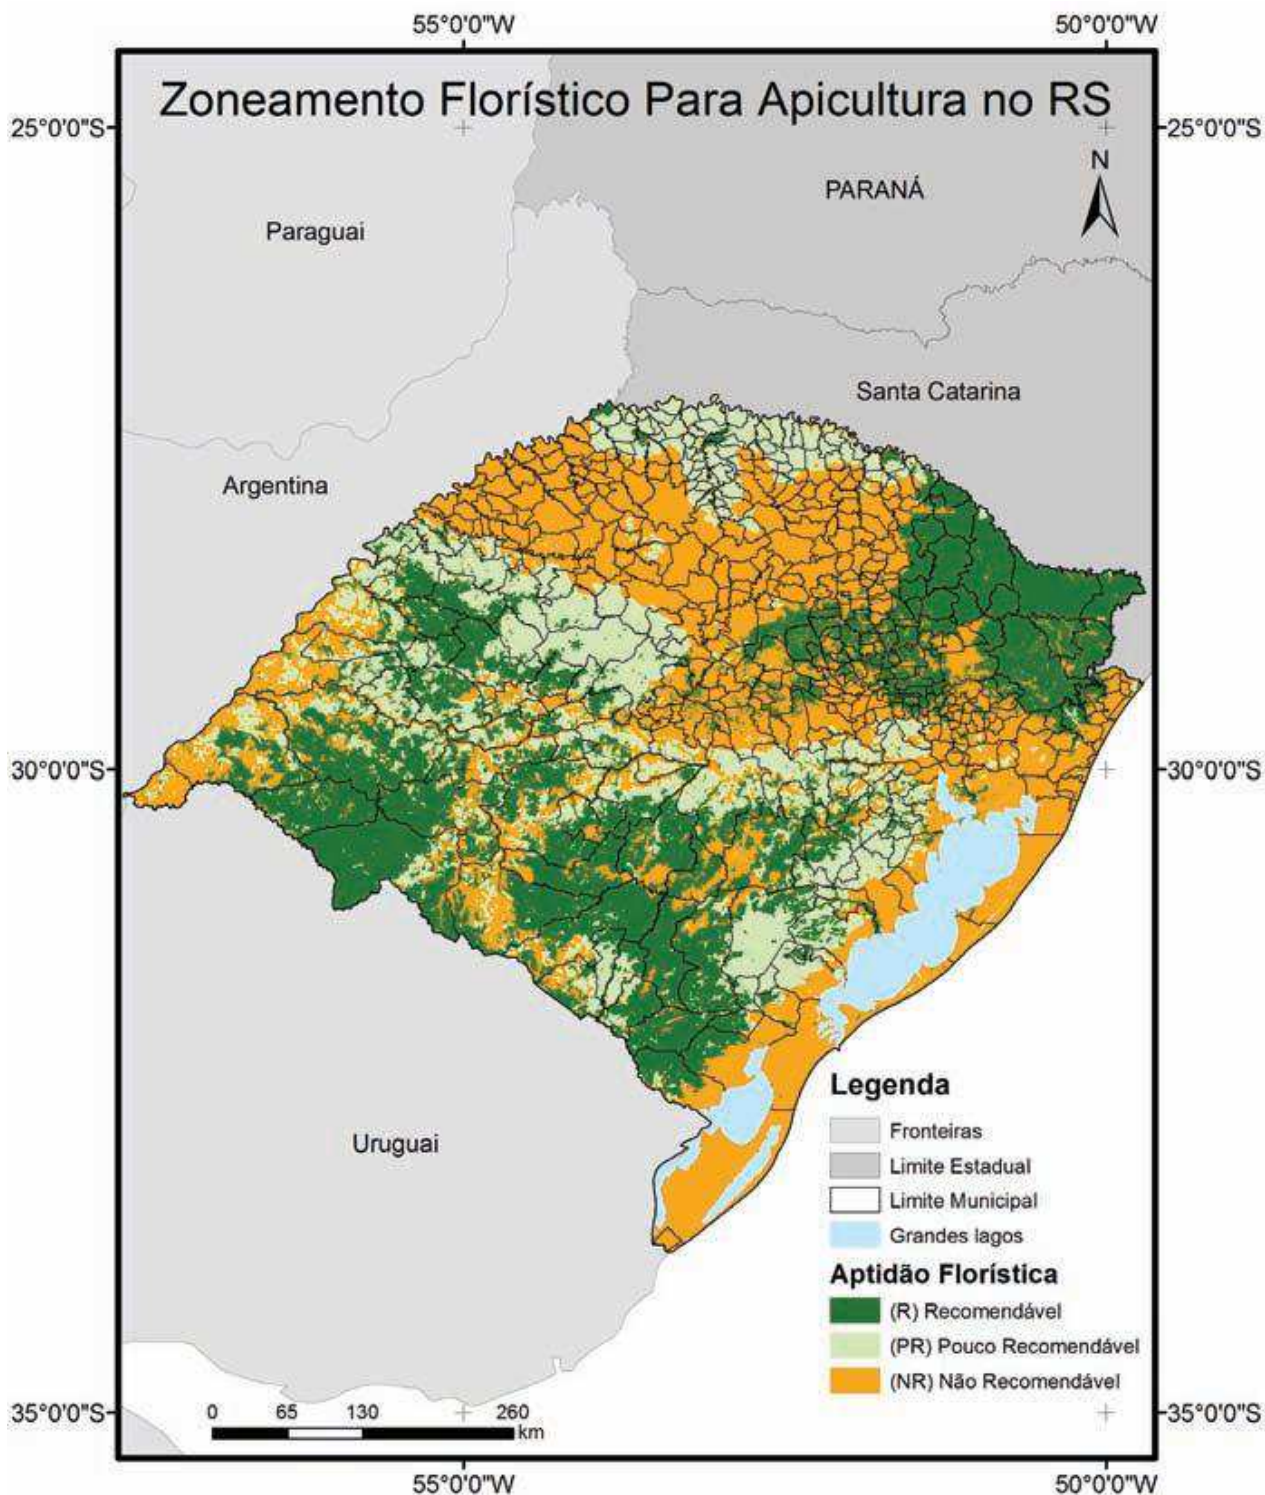 55°0'0"W 50°0'0"W
Zoneamento Florístico Para Apicultura no RS
25°0'0"S 25°0'0"S
N
PARANÁ
Paraguai
Santa Catarina
Argentina
30°0'0"S 30°0'0"S
Legenda
Fronteiras
Uruguai
Limite Estadual
Limite Municipal
Grandes lagos
Aptidão Florística
(R) Recomendável
(PR) Pouco Recomendável
(NR) Não Recomendável
0 65 130 260
km
35°0'0"S 35°0'0"S
55°0'0"W 50°0'0"W